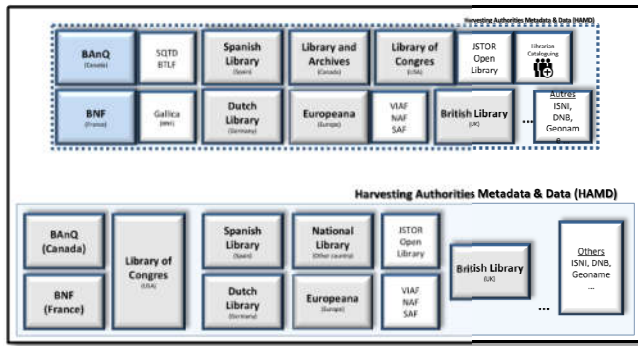 Harvesting Authorities Metadata & Data (HAMD)
BAnQ
(Canada)
SQTD
BTLF
Spanish
Library
(Spain)
Library and
Archives
(Canada)
Library of
Congres
(USA)
JSTOR
Open
Library
Librarian
Cataloguing
BNF
(France)
Gallica
(BNF)
Dutch
Library
(Germany)
Europeana
(Europe)
VIAF
NAF
SAF
British Library
(UK)
...
Autres
ISNI,
DNB,
Geonam
e ...
Harvesting Authorities Metadata & Data (HAMD)
BAnQ
(Canada)
Library of
Congres
(USA)
Spanish
Library
(Spain)
National
Library
(Other country)
JSTOR
Open
Library
British Library
(UK)
Others
ISNI, DNB,
Geoname
...
BNF
(France)
Dutch
Library
(Germany)
Europeana
(Europe)
VIAF
NAF
SAF
...